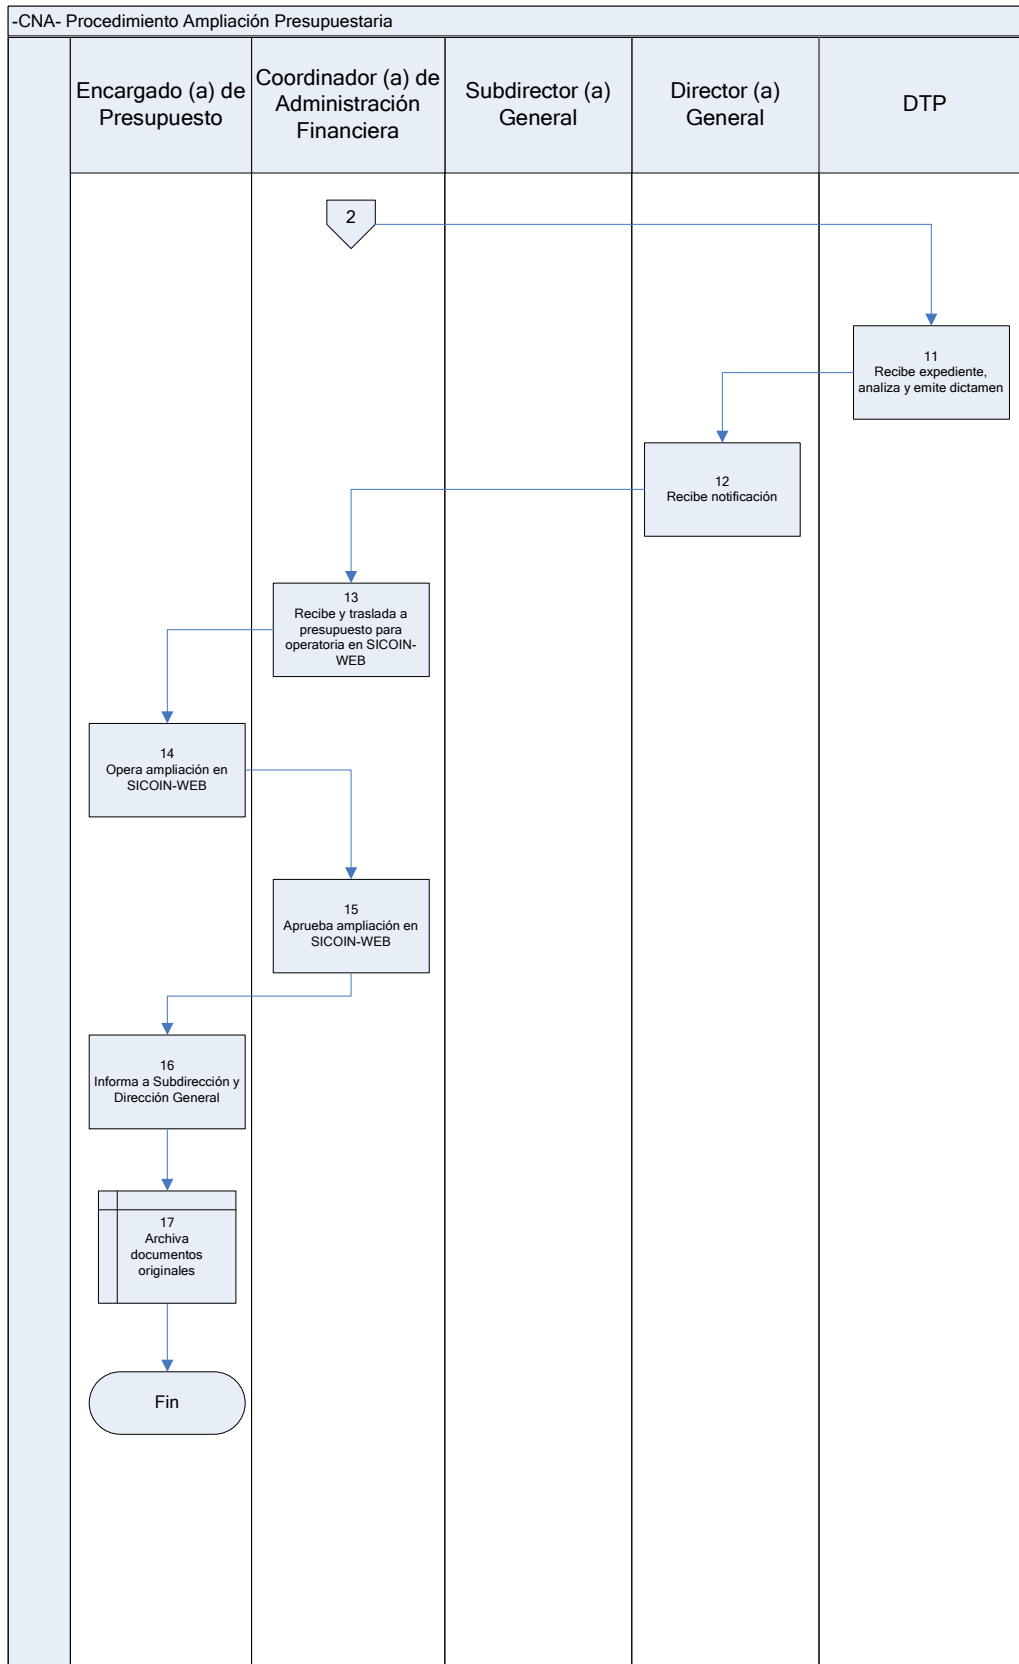 -CNA- Procedimiento Ampliación Presupuestaria
Encargado (a) de
Presupuesto
Coordinador (a) de
Administración
Financiera
Subdirector (a)
General
Director (a)
General
DTP
2
11
Recibe expediente,
analiza y emite dictamen
12
Recibe notificación
13
Recibe y traslada a
presupuesto para
operatoria en SICOIN-
WEB
14
Opera ampliación en
SICOIN-WEB
15
Aprueba ampliación en
SICOIN-WEB
16
Informa a Subdirección y
Dirección General
17
Archiva
documentos
originales
Fin